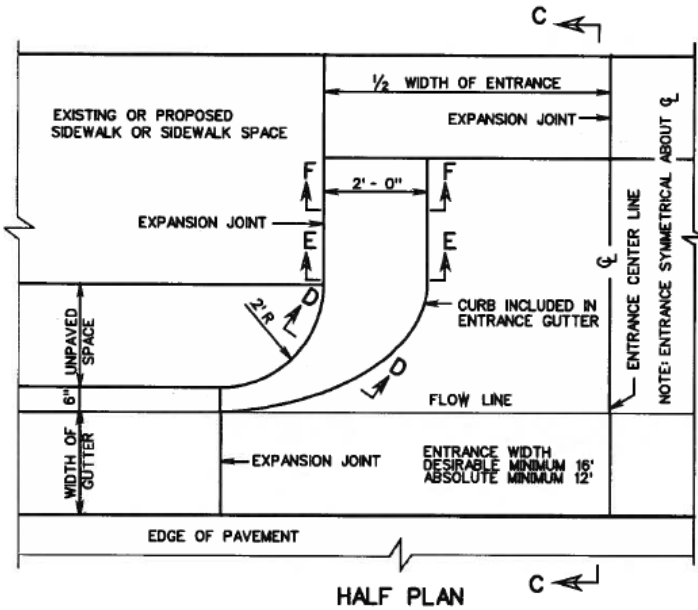 C
½ WIDTH OF ENTRANCE
EXISTING OR PROPOSED
SIDEWALK OR SIDEWALK SPACE
EXPANSION JOINT
F
F
2' - 0"
EXPANSION JOINT
E
E
D
2'R
CURB INCLUDED IN
ENTRANCE GUTTER
D
UNPAVED
SPACE
6"
FLOW LINE
WIDTH OF
GUTTER
EXPANSION JOINT
ENTRANCE WIDTH
DESIRABLE MINIMUM 16'
ABSOLUTE MINIMUM 12'
℄
ENTRANCE CENTER LINE
NOTE: ENTRANCE SYMMETRICAL ABOUT ℄
EDGE OF PAVEMENT
HALF PLAN
C